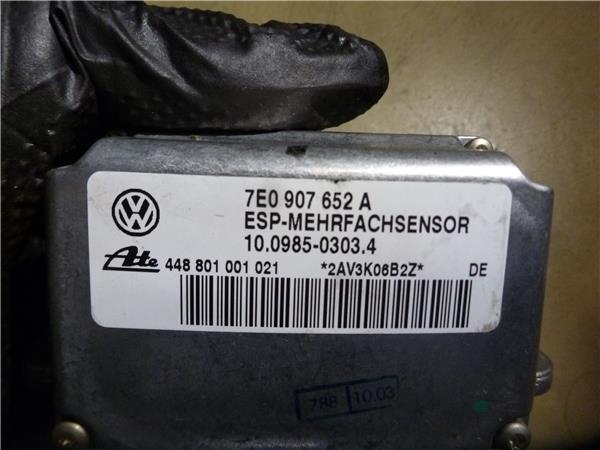 7E0 907 652 A
ESP-MEHRFACHSENSOR
10.0985-0303.4
Ate 448 801 001 021 *2AV3K06B2Z* DE
788 10.03